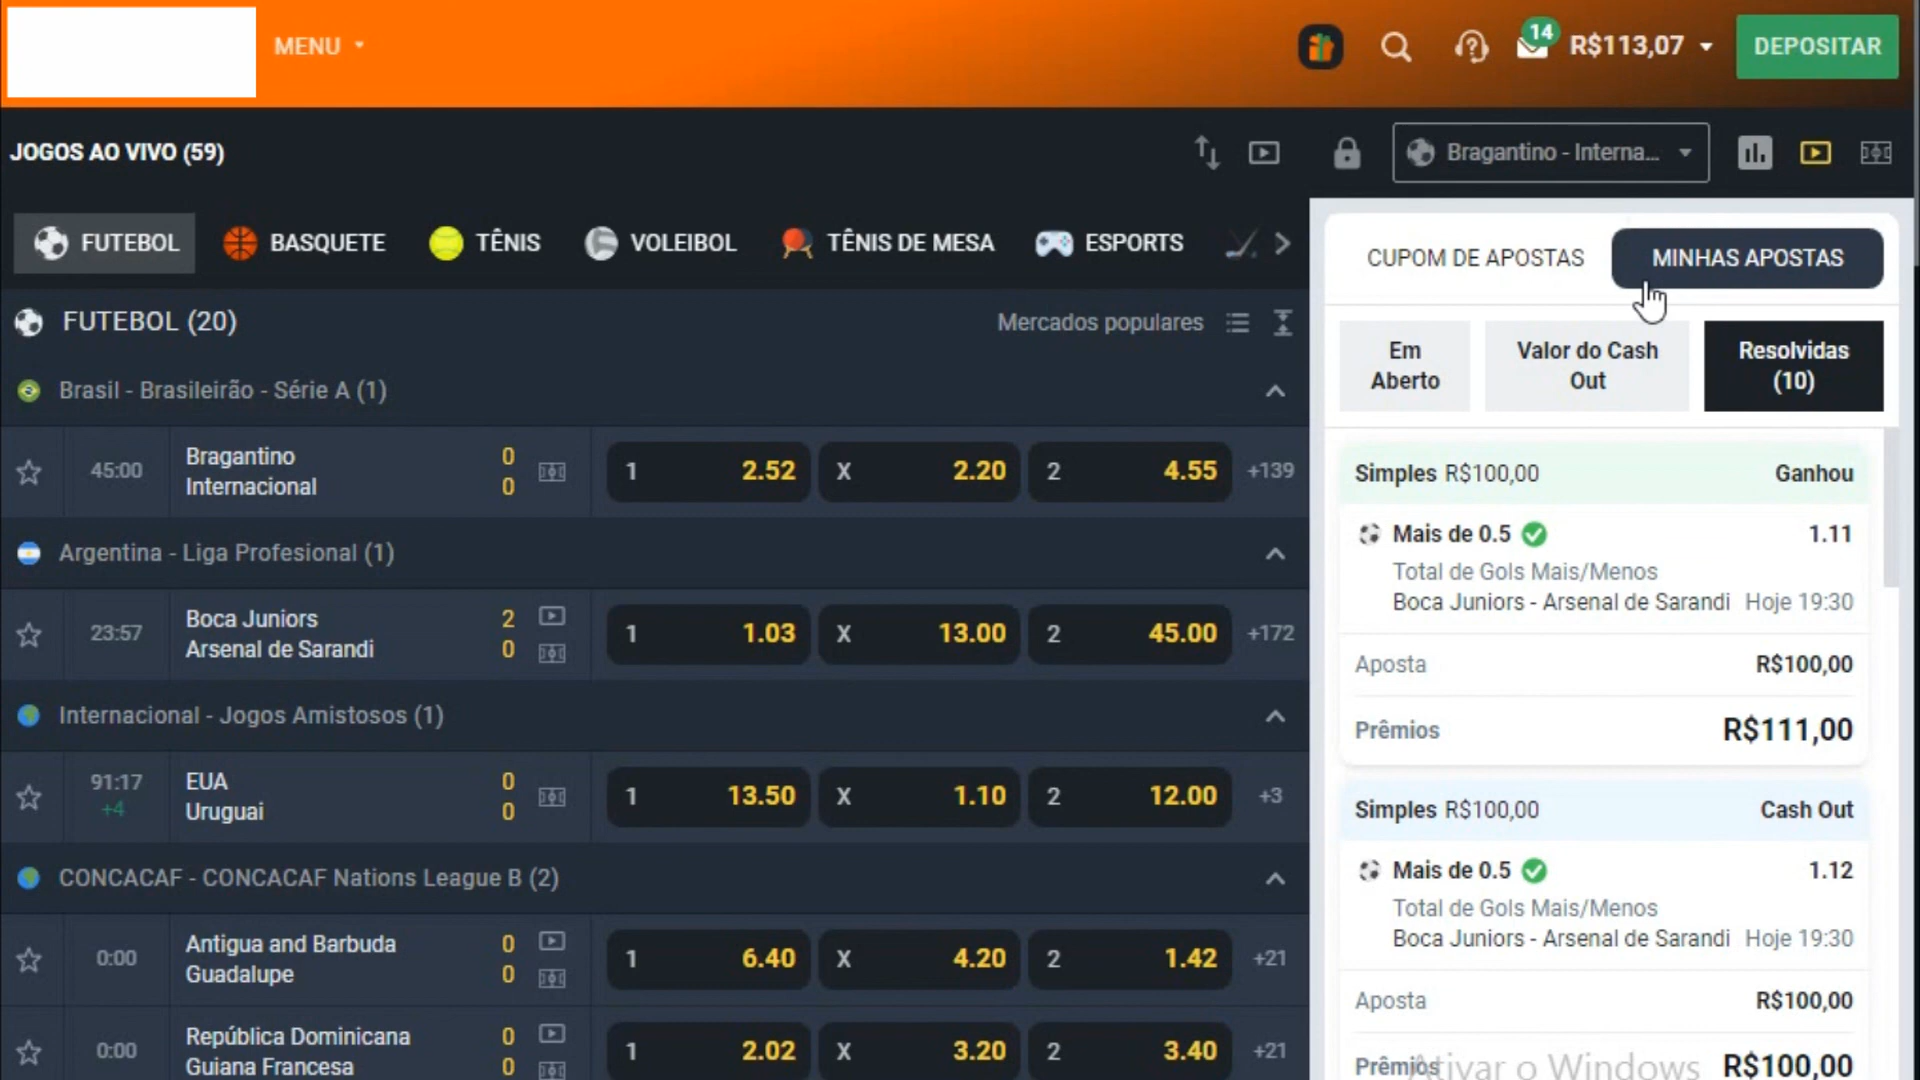 MENU
14
R$113,07
DEPOSITAR
JOGOS AO VIVO (59)
Bragantino - Interna...
FUTEBOL
BASQUETE
TÊNIS
VOLEIBOL
TÊNIS DE MESA
ESPORTS
CUPOM DE APOSTAS
MINHAS APOSTAS
FUTEBOL (20)
Mercados populares
Em
Aberto
Valor do Cash
Out
Resolvidas
(10)
Brasil - Brasileirão - Série A (1)
45:00
Bragantino 0
Internacional 0
1 2.52 X 2.20 2 4.55 +139
Argentina - Liga Profesional (1)
23:57
Boca Juniors 2
Arsenal de Sarandi 0
1 1.03 X 13.00 2 45.00 +172
Internacional - Jogos Amistosos (1)
91:17
+4
EUA 0
Uruguai 0
1 13.50 X 1.10 2 12.00 +3
CONCACAF - CONCACAF Nations League B (2)
0:00
Antigua and Barbuda 0
Guadalupe 0
1 6.40 X 4.20 2 1.42 +21
0:00
República Dominicana 0
Guiana Francesa 0
1 2.02 X 3.20 2 3.40 +21
Simples R$100,00 Ganhou
Mais de 0.5 1.11
Total de Gols Mais/Menos
Boca Juniors - Arsenal de Sarandi Hoje 19:30
Aposta R$100,00
Prêmios R$111,00
Simples R$100,00 Cash Out
Mais de 0.5 1.12
Total de Gols Mais/Menos
Boca Juniors - Arsenal de Sarandi Hoje 19:30
Aposta R$100,00
Prêmios R$100,00
Ativar o Windows